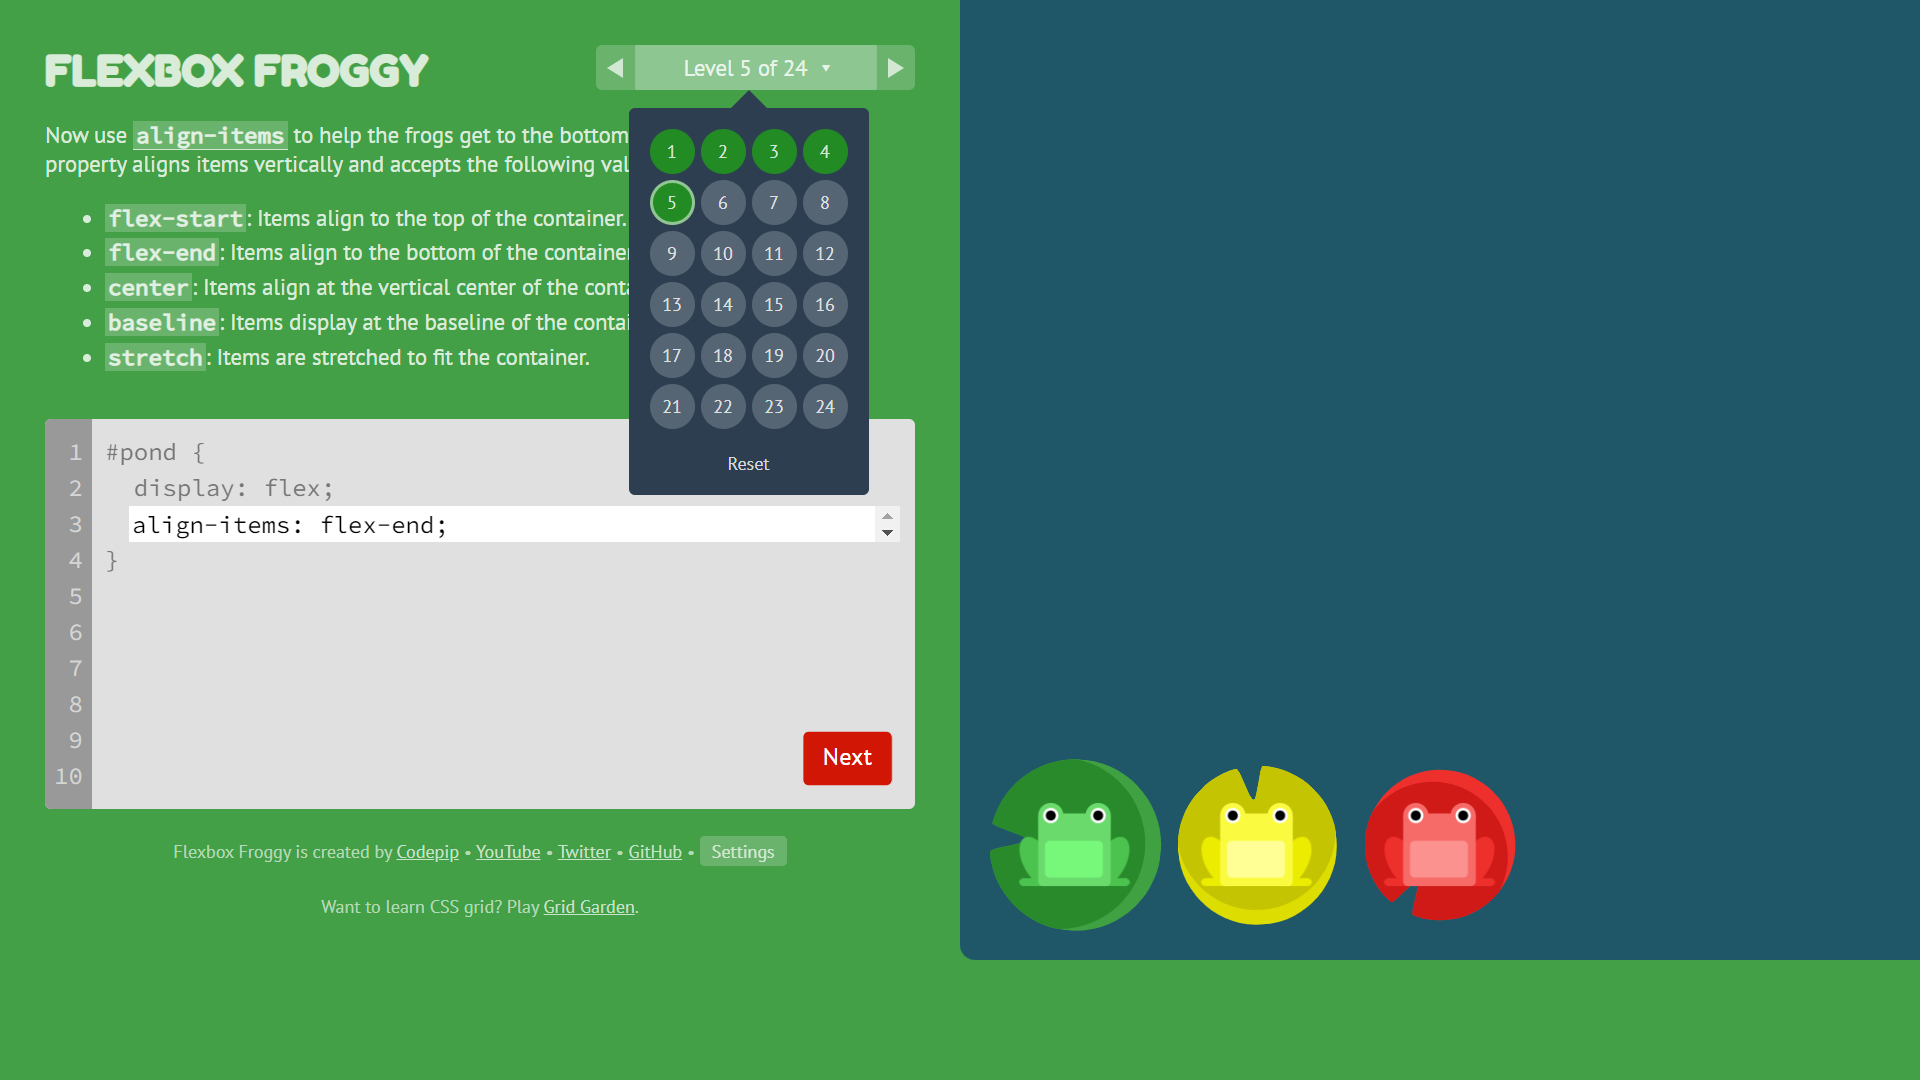 FLEXBOX FROGGY
Level 5 of 24
Now use align-items to help the frogs get to the bottom
property aligns items vertically and accepts the following
flex-start: Items align to the top of the container.
flex-end: Items align to the bottom of the container
center: Items align at the vertical center of the
baseline: Items display at the baseline of the
stretch: Items are stretched to fit the container.
1 2 3 4
5 6 7 8
9 10 11 12
13 14 15 16
17 18 19 20
21 22 23 24
Reset
1 #pond {
2 display: flex;
3 align-items: flex-end;
4 }
5
6
7
8
9
10
Next
Flexbox Froggy is created by Codepip • YouTube • Twitter • GitHub • Settings
Want to learn CSS grid? Play Grid Garden.